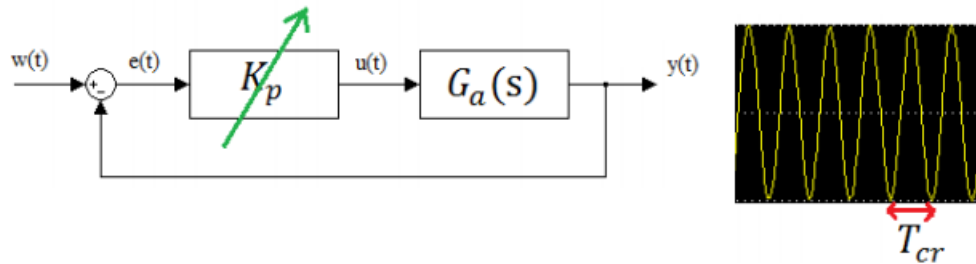 w(t)
+
−
e(t)
K_p
u(t)
G_a(s)
y(t)
T_cr